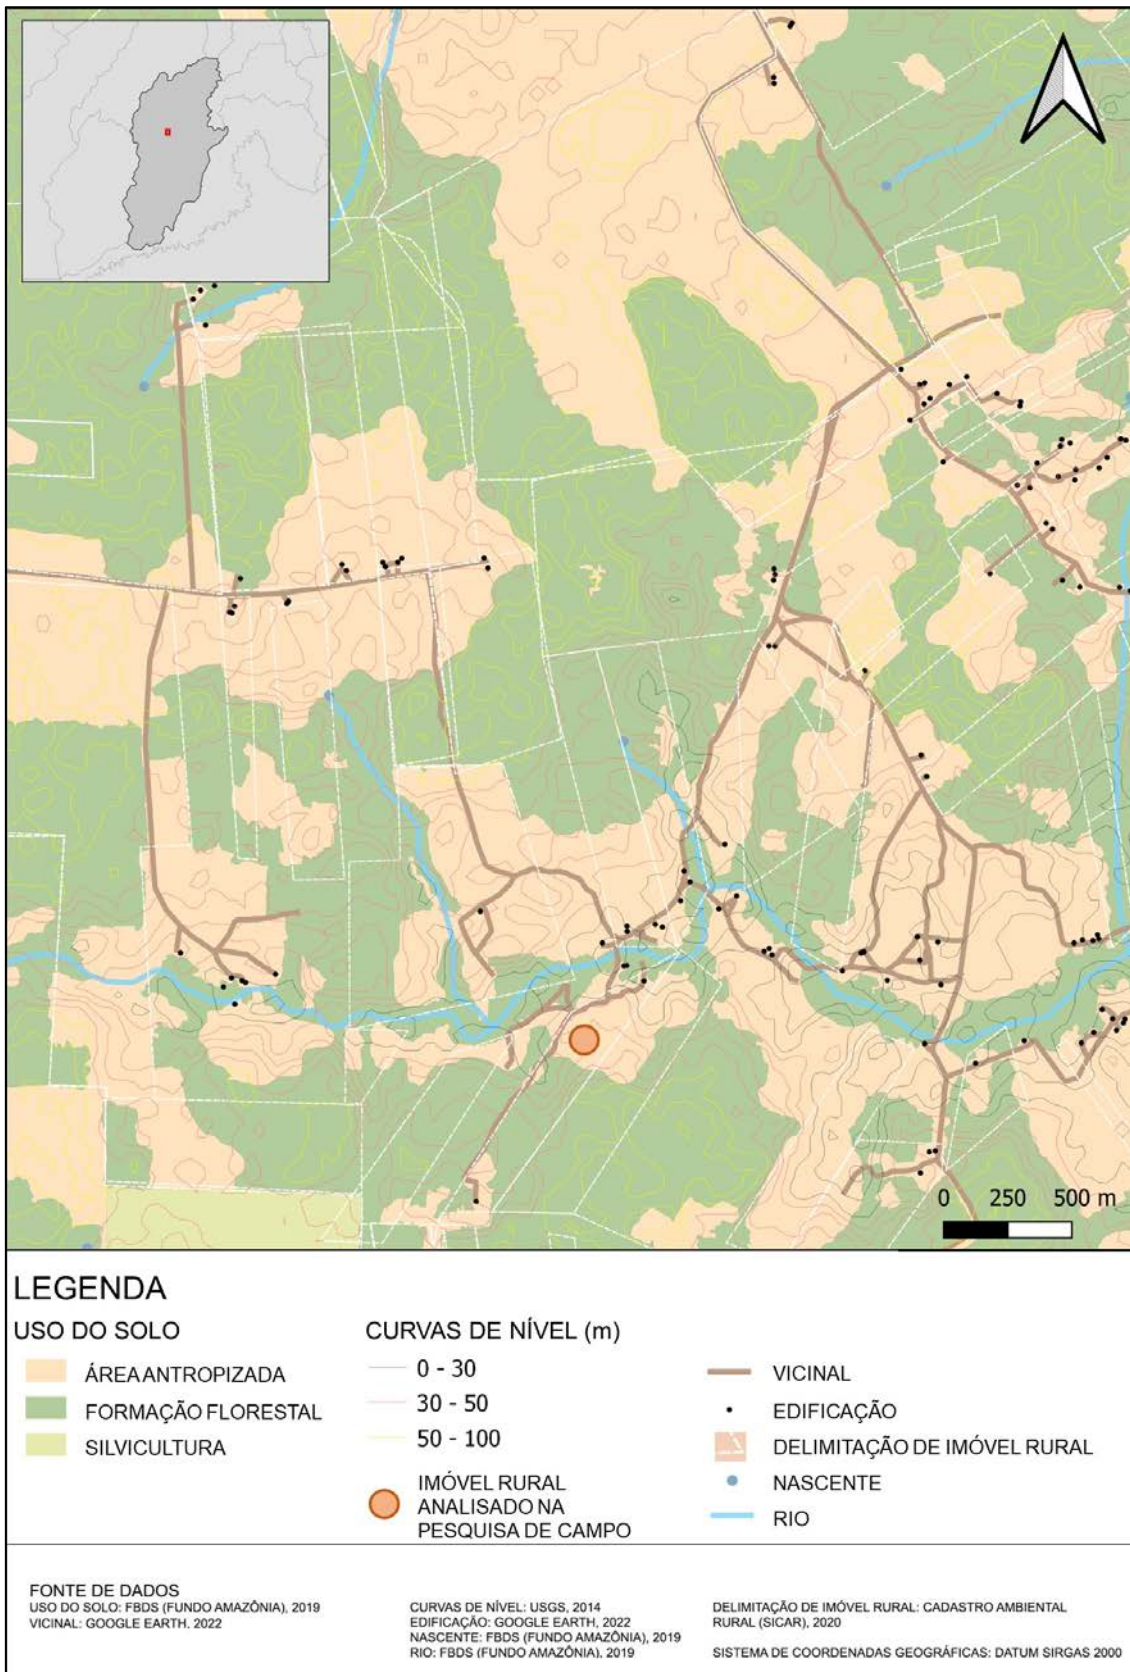 0 250 500 m
LEGENDA
USO DO SOLO
ÁREA ANTROPIZADA
FORMAÇÃO FLORESTAL
SILVICULTURA
CURVAS DE NÍVEL (m)
0 - 30
30 - 50
50 - 100
IMÓVEL RURAL
ANALISADO NA
PESQUISA DE CAMPO
VICINAL
EDIFICAÇÃO
DELIMITAÇÃO DE IMÓVEL RURAL
NASCENTE
RIO
FONTE DE DADOS
USO DO SOLO: FBDS (FUNDO AMAZÔNIA), 2019
VICINAL: GOOGLE EARTH. 2022
CURVAS DE NÍVEL: USGS, 2014
EDIFICAÇÃO: GOOGLE EARTH, 2022
NASCENTE: FBDS (FUNDO AMAZÔNIA), 2019
RIO: FBDS (FUNDO AMAZÔNIA). 2019
DELIMITAÇÃO DE IMÓVEL RURAL: CADASTRO AMBIENTAL
RURAL (SICAR), 2020
SISTEMA DE COORDENADAS GEOGRÁFICAS: DATUM SIRGAS 2000